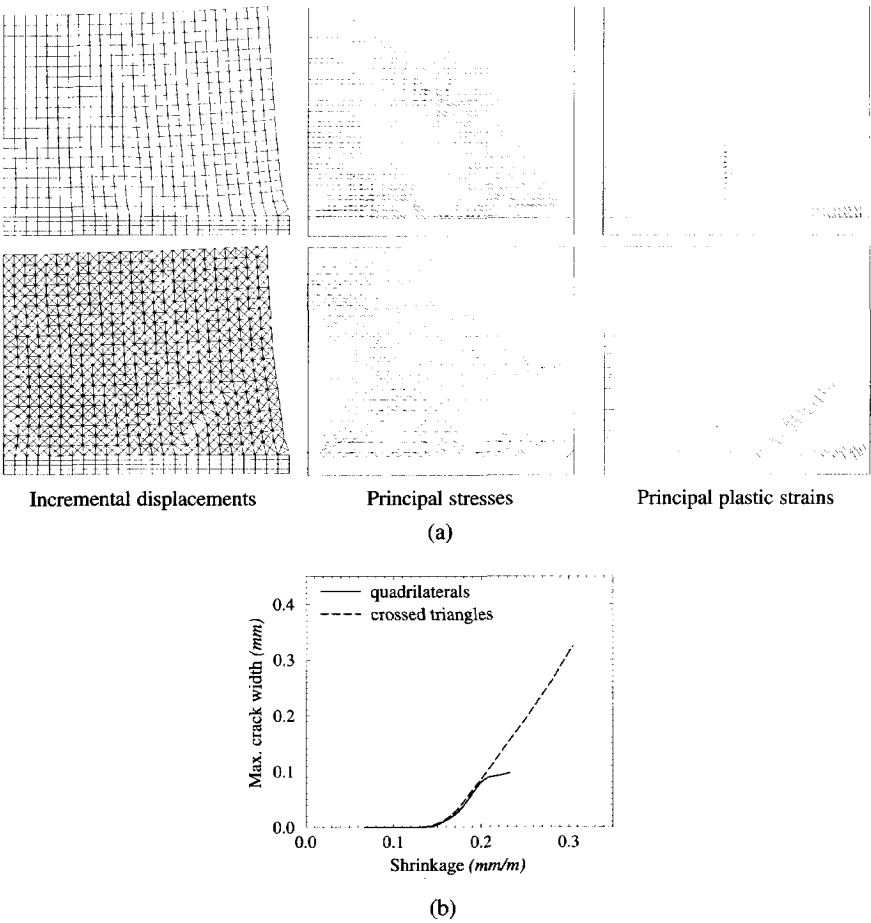 Incremental displacements
Principal stresses
Principal plastic strains
(a)
quadrilaterals
crossed triangles
0.4
0.3
0.2
0.1
0.0
Max. crack width (mm)
0.0
0.1
0.2
0.3
Shrinkage (mm/m)
(b)